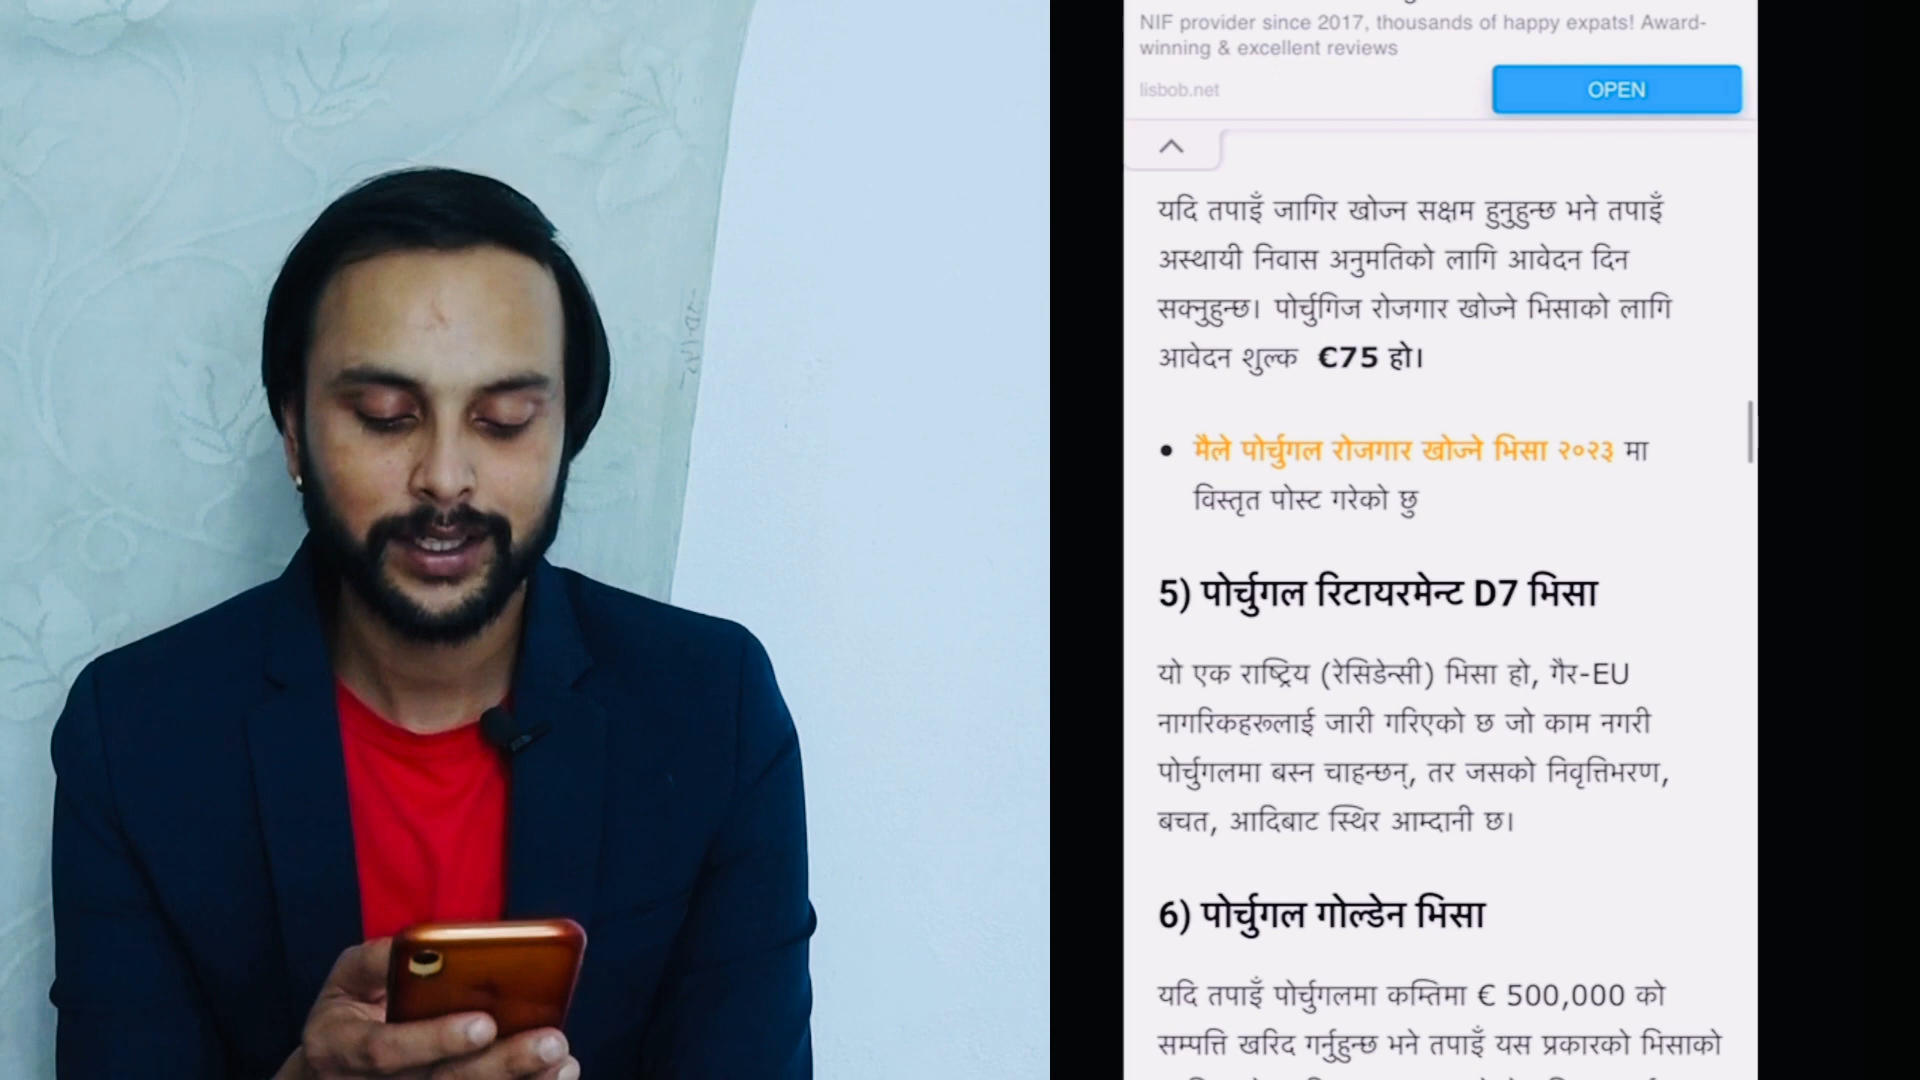 NIF provider since 2017, thousands of happy expats! Award-
winning & excellent reviews
lisbob.net
OPEN
यदि तपाइँ जागिर खोज्न सक्षम हुनुहुन्छ भने तपाइँ
अस्थायी निवास अनुमतिको लागि आवेदन दिन
सक्नुहुन्छ। पोर्चुगिज रोजगार खोज्ने भिसाको लागि
आवेदन शुल्क €75 हो।
• मैले पोर्चुगल रोजगार खोज्ने भिसा २०२३ मा
विस्तृत पोस्ट गरेको छु
5) पोर्चुगल रिटायरमेन्ट D7 भिसा
यो एक राष्ट्रिय (रेसिडेन्सी) भिसा हो, गैर-EU
नागरिकहरूलाई जारी गरिएको छ जो काम नगरी
पोर्चुगलमा बस्न चाहन्छन्, तर जसको निवृत्तिभरण,
बचत, आदिबाट स्थिर आम्दानी छ।
6) पोर्चुगल गोल्डेन भिसा
यदि तपाइँ पोर्चुगलमा कम्तिमा € 500,000 को
सम्पत्ति खरिद गर्नुहुन्छ भने तपाइँ यस प्रकारको भिसाको